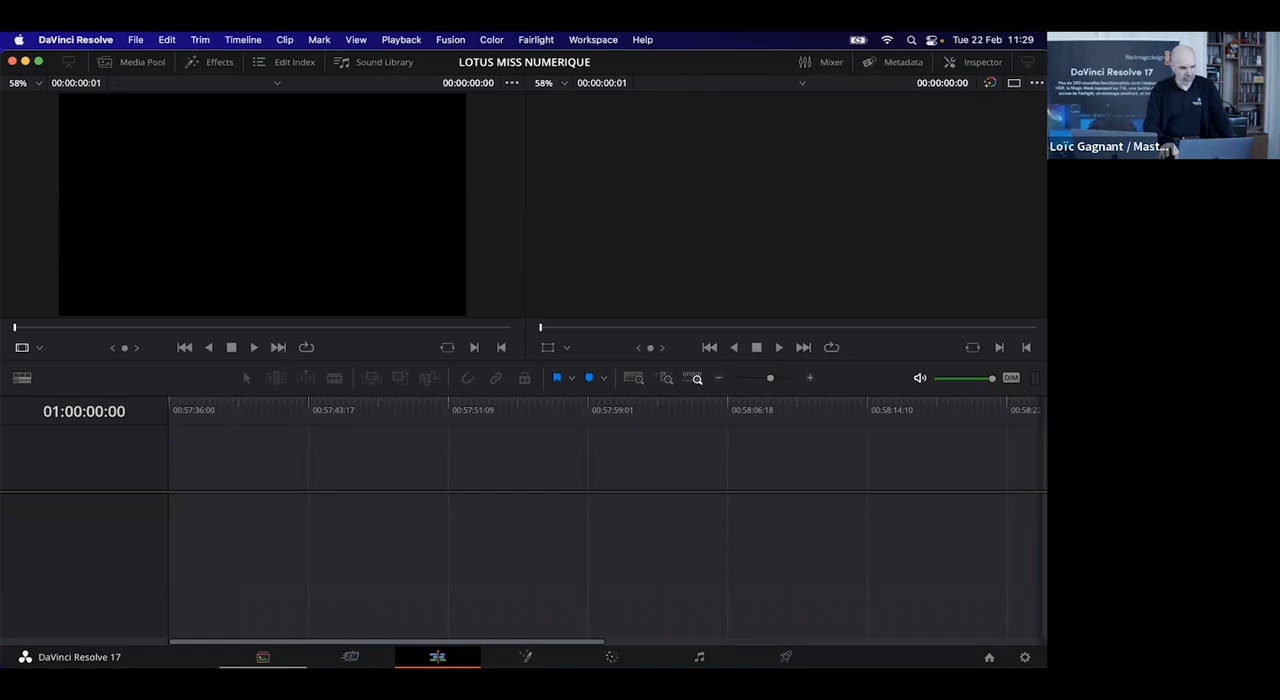 DaVinci Resolve File Edit Trim Timeline Clip Mark View Playback Fusion Color Fairlight Workspace Help Tue 22 Feb 11:29
Media Pool Effects Edit Index Sound Library LOTUS MISS NUMERIQUE Mixer Metadata Inspector
58% 00:00:00:01 00:00:00:00 58% 00:00:00:01 00:00:00:00
Blackmagicdesign
DaVinci Resolve 17
Loïc Gagnant / Mast...
DIM
01:00:00:00 00:57:36:00 00:57:43:17 00:57:51:09 00:57:59:01 00:58:06:18 00:58:14:10
DaVinci Resolve 17